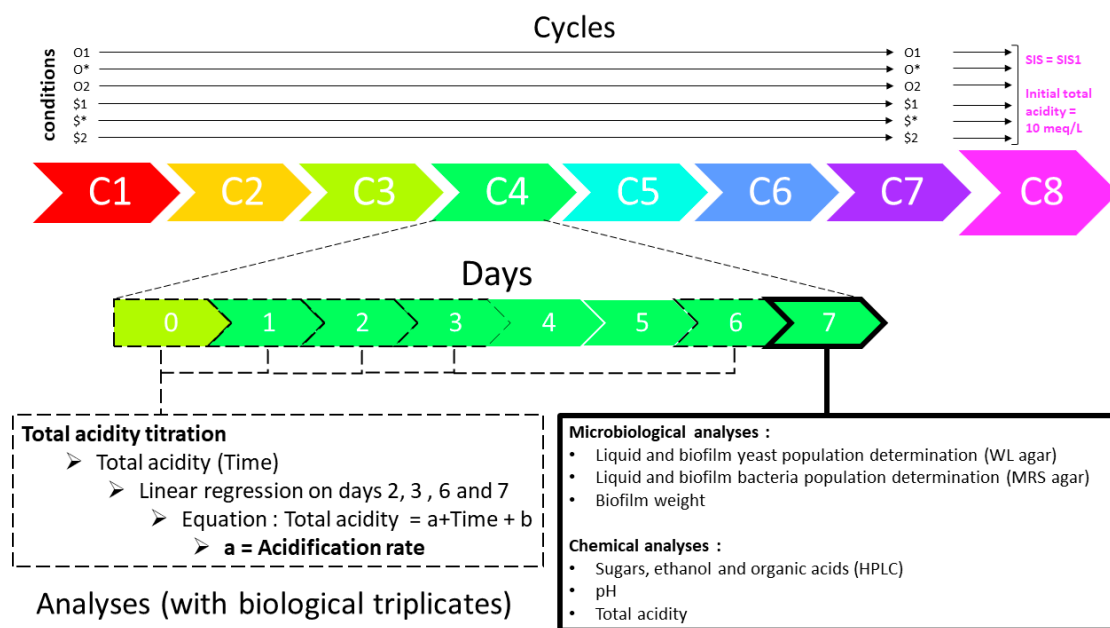 Cycles
conditions
O1
O*
O2
$1
$*
$2
O1
O*
O2
$1
$*
$2
SIS = SIS1
Initial total
acidity =
10 meq/L
C1 C2 C3 C4 C5 C6 C7 C8
Days
0 1 2 3 4 5 6 7
Total acidity titration
➢ Total acidity (Time)
➢ Linear regression on days 2, 3 , 6 and 7
➢ Equation : Total acidity = a+Time + b
➢ a = Acidification rate
Analyses (with biological triplicates)
Microbiological analyses :
• Liquid and biofilm yeast population determination (WL agar)
• Liquid and biofilm bacteria population determination (MRS agar)
• Biofilm weight
Chemical analyses :
• Sugars, ethanol and organic acids (HPLC)
• pH
• Total acidity